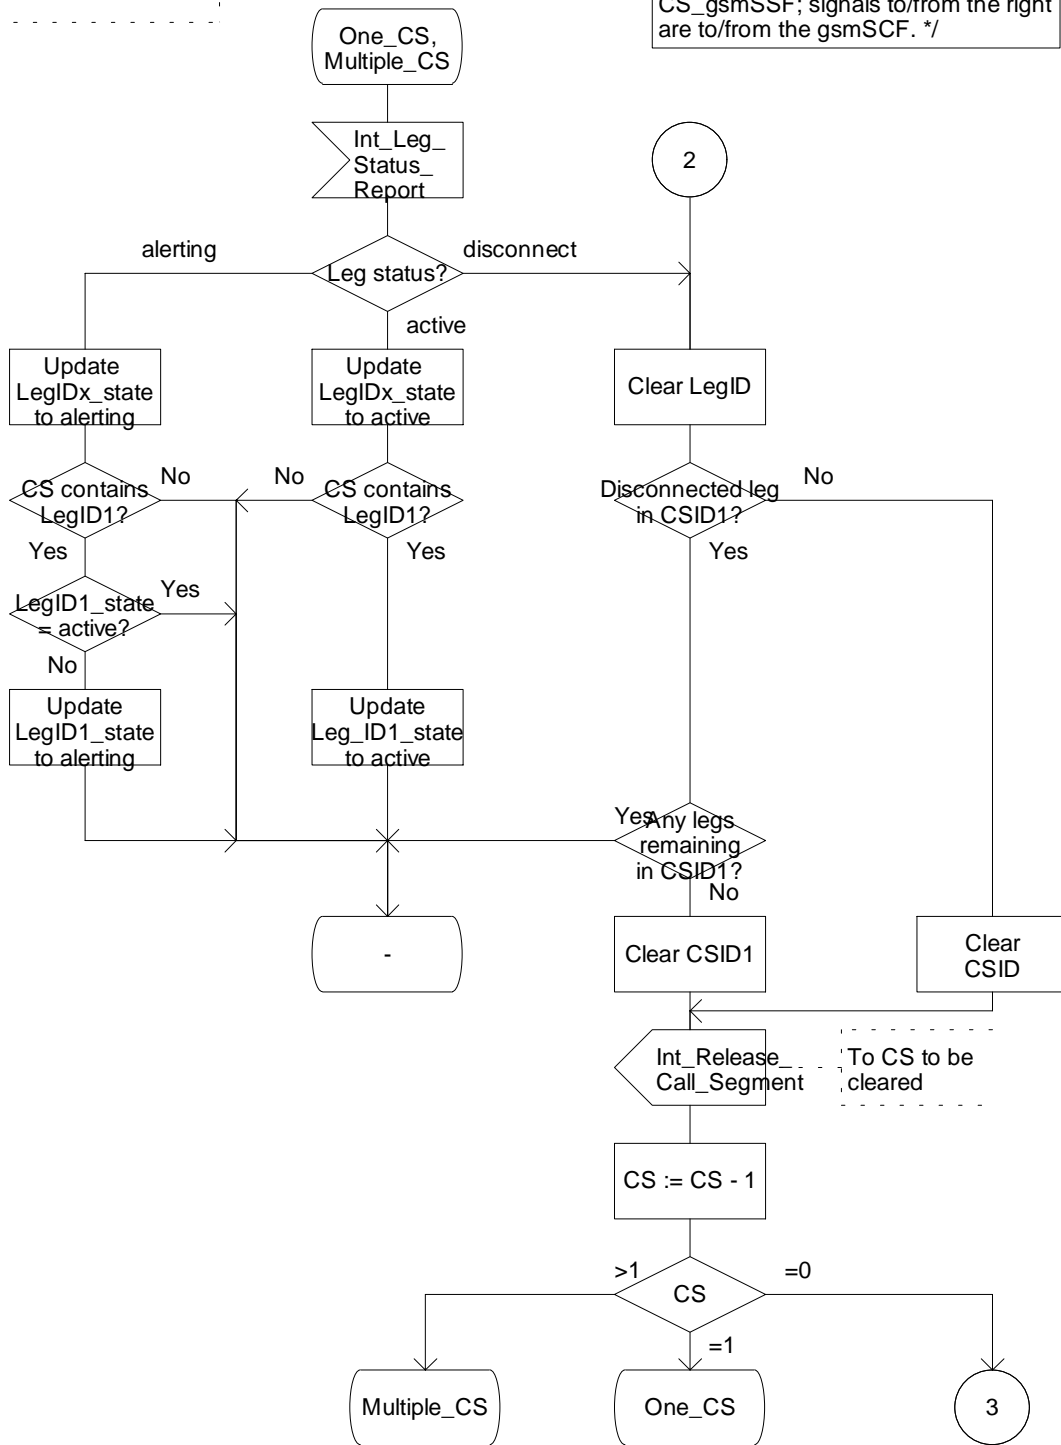 CS_gsmSSF; signals to/from the right
are to/from the gsmSCF. */
One_CS,
Multiple_CS
Int_Leg_
Status_
Report
2
alerting
Leg status?
disconnect
active
Update
LegIDx_state
to alerting
Update
LegIDx_state
to active
Clear LegID
CS contains
LegID1?
No
No
CS contains
LegID1?
Disconnected leg
in CSID1?
No
Yes
Yes
Yes
LegID1_state
= active?
Yes
No
Update
LegID1_state
to alerting
Update
Leg_ID1_state
to active
Yes
Any legs
remaining
in CSID1?
No
-
Clear CSID1
Clear
CSID
Int_Release_
Call_Segment
To CS to be
cleared
CS := CS - 1
>1
CS
=0
=1
Multiple_CS
One_CS
3